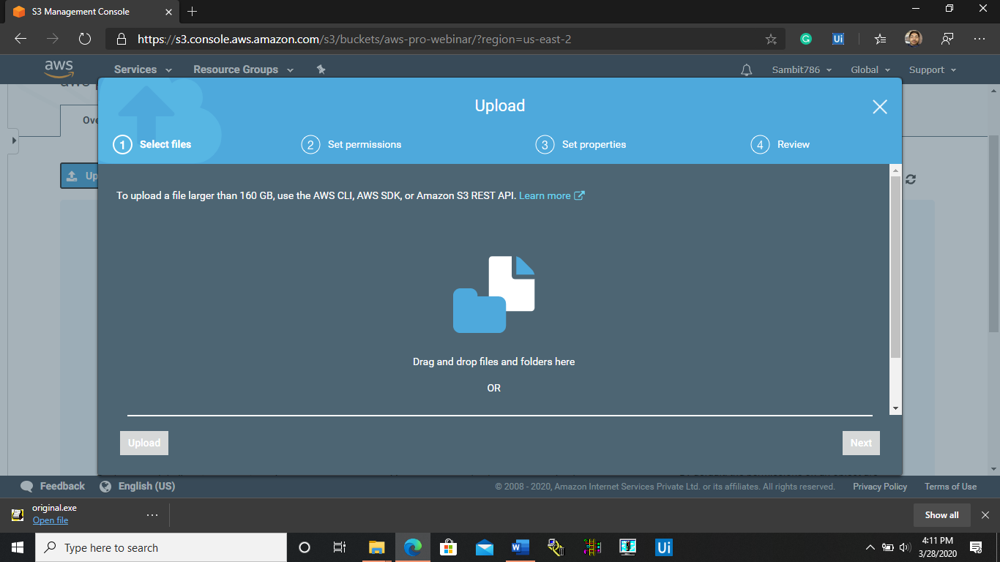 S3 Management Console
https://s3.console.aws.amazon.com/s3/buckets/aws-pro-webinar/?region=us-east-2
Ui
aws
Services
Resource Groups
Sambit786
Global
Support
Upload
Ove
1 Select files
2 Set permissions
3 Set properties
4 Review
Up
To upload a file larger than 160 GB, use the AWS CLI, AWS SDK, or Amazon S3 REST API. Learn more
Drag and drop files and folders here
OR
Upload
Next
Feedback
English (US)
© 2008 - 2020, Amazon Internet Services Private Ltd. or its affiliates. All rights reserved.
Privacy Policy
Terms of Use
original.exe
Open file
Show all
Type here to search
Ui
4:11 PM
3/28/2020